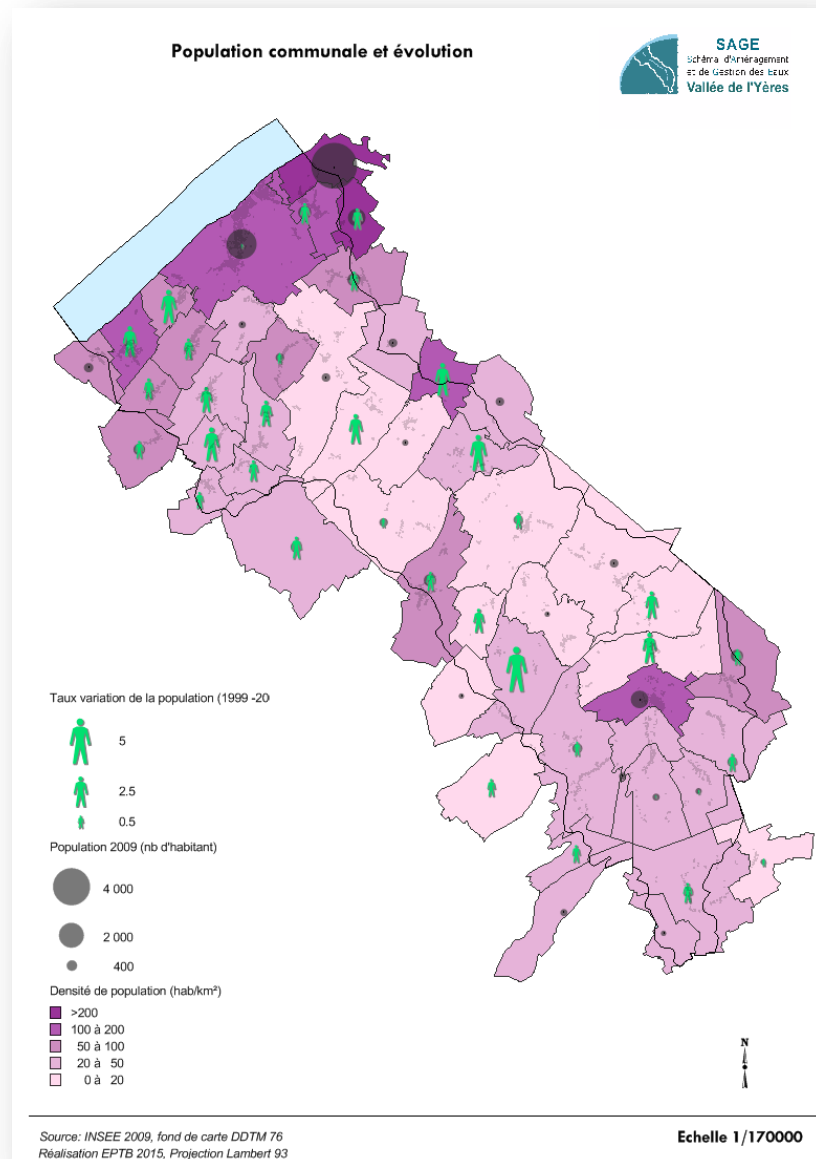 Population communale et évolution
SAGE
Schéma d'Aménagement
et de Gestion des Eaux
Vallée de l'Yères
Taux variation de la population (1999 -20
5
2.5
0.5
Population 2009 (nb d'habitant)
4 000
2 000
400
Densité de population (hab/km²)
>200
100 à 200
50 à 100
20 à 50
0 à 20
N
Source: INSEE 2009, fond de carte DDTM 76
Réalisation EPTB 2015, Projection Lambert 93
Echelle 1/170000